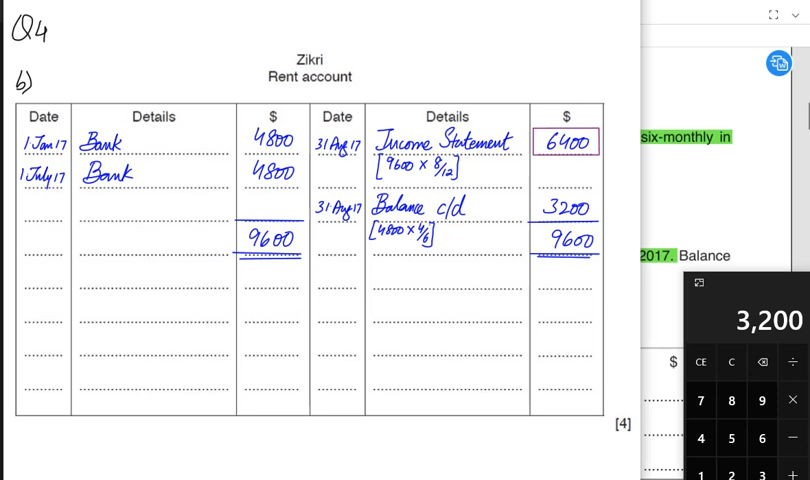 Q4
b)
Zikri
Rent account
Date Details $ Date Details $
1 Jan 17 Bank 4800 31 Aug 17 Income Statement 6400
[9600 × 8/12]
1 July 17 Bank 4800
31 Aug 17 Balance c/d 3200
[4800 × 4/6]
9600 9600
[4]
six-monthly in
2017. Balance
$
3,200
CE C ÷
7 8 9 ×
4 5 6 −
1 2 3 +